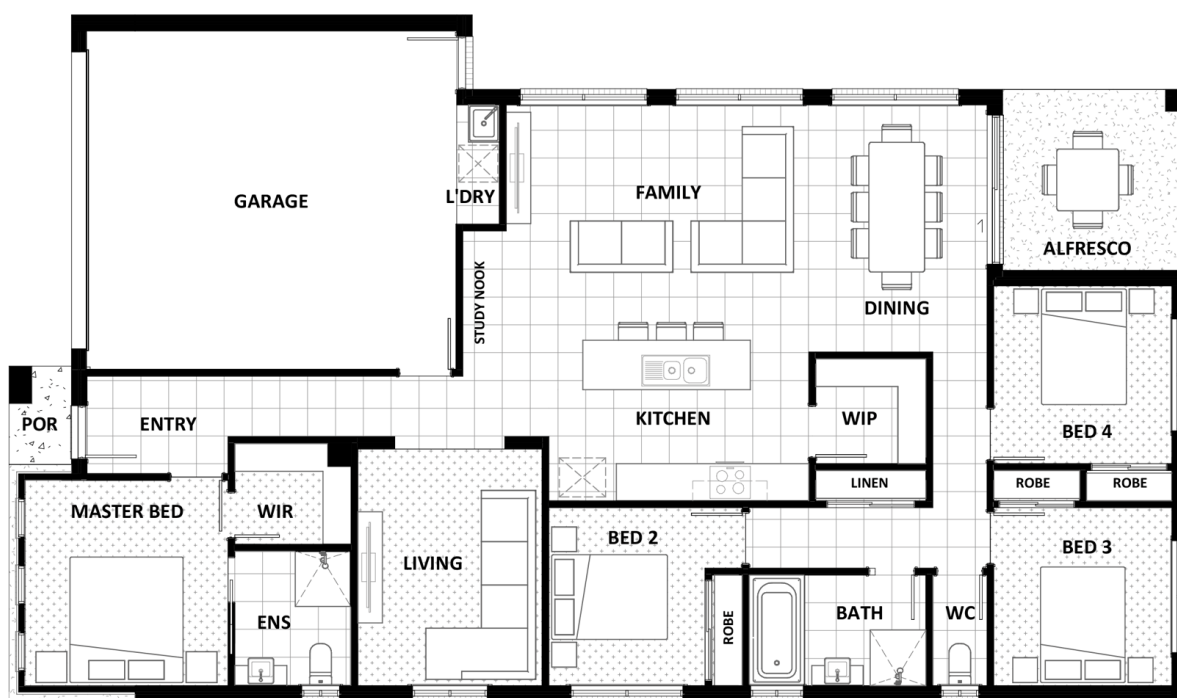 GARAGE
L'DRY
FAMILY
ALFRESCO
STUDY NOOK
DINING
POR
ENTRY
KITCHEN
WIP
BED 4
LINEN
ROBE
ROBE
MASTER BED
WIR
LIVING
BED 2
BED 3
ENS
ROBE
BATH
WC